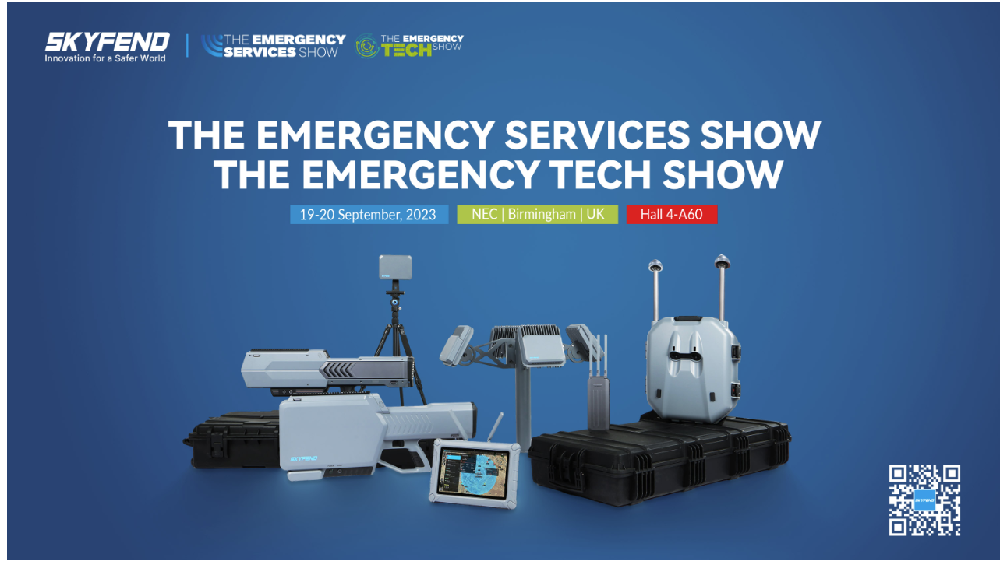 SKYFEND
Innovation for a Safer World
THE EMERGENCY
SERVICES SHOW
THE EMERGENCY
TECH SHOW
THE EMERGENCY SERVICES SHOW
THE EMERGENCY TECH SHOW
19-20 September, 2023
NEC | Birmingham | UK
Hall 4-A60
SKYFEND
SKYFEND